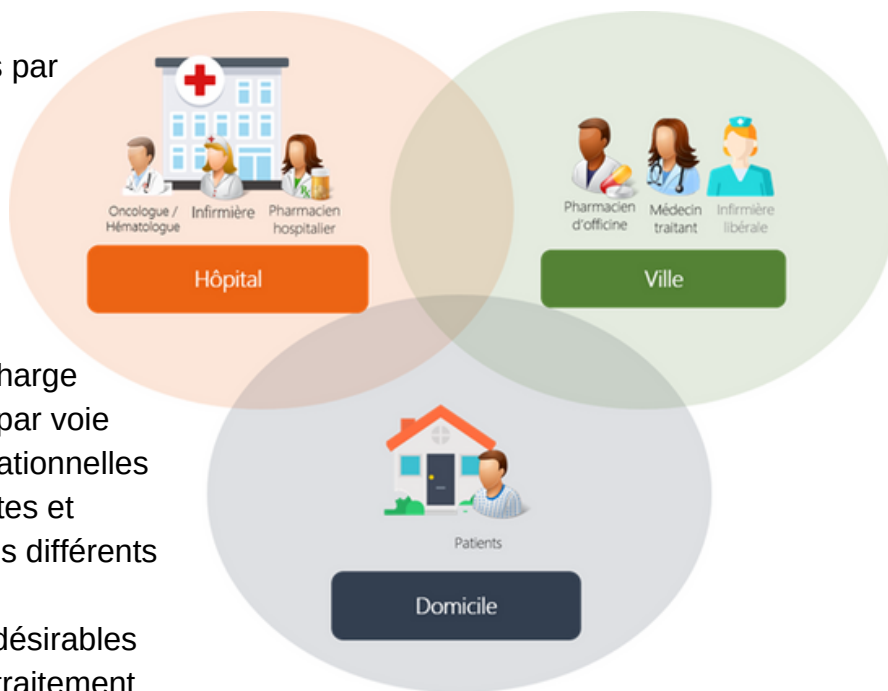 s par
Oncologue /
Hématologue
Infirmière
Pharmacien
hospitalier
Pharmacien
d'officine
Médecin
traitant
Infirmière
libérale
Hôpital
Ville
harge
par voie
ationnelles
tes et
s différents
Patients
Domicile
désirables
traitement